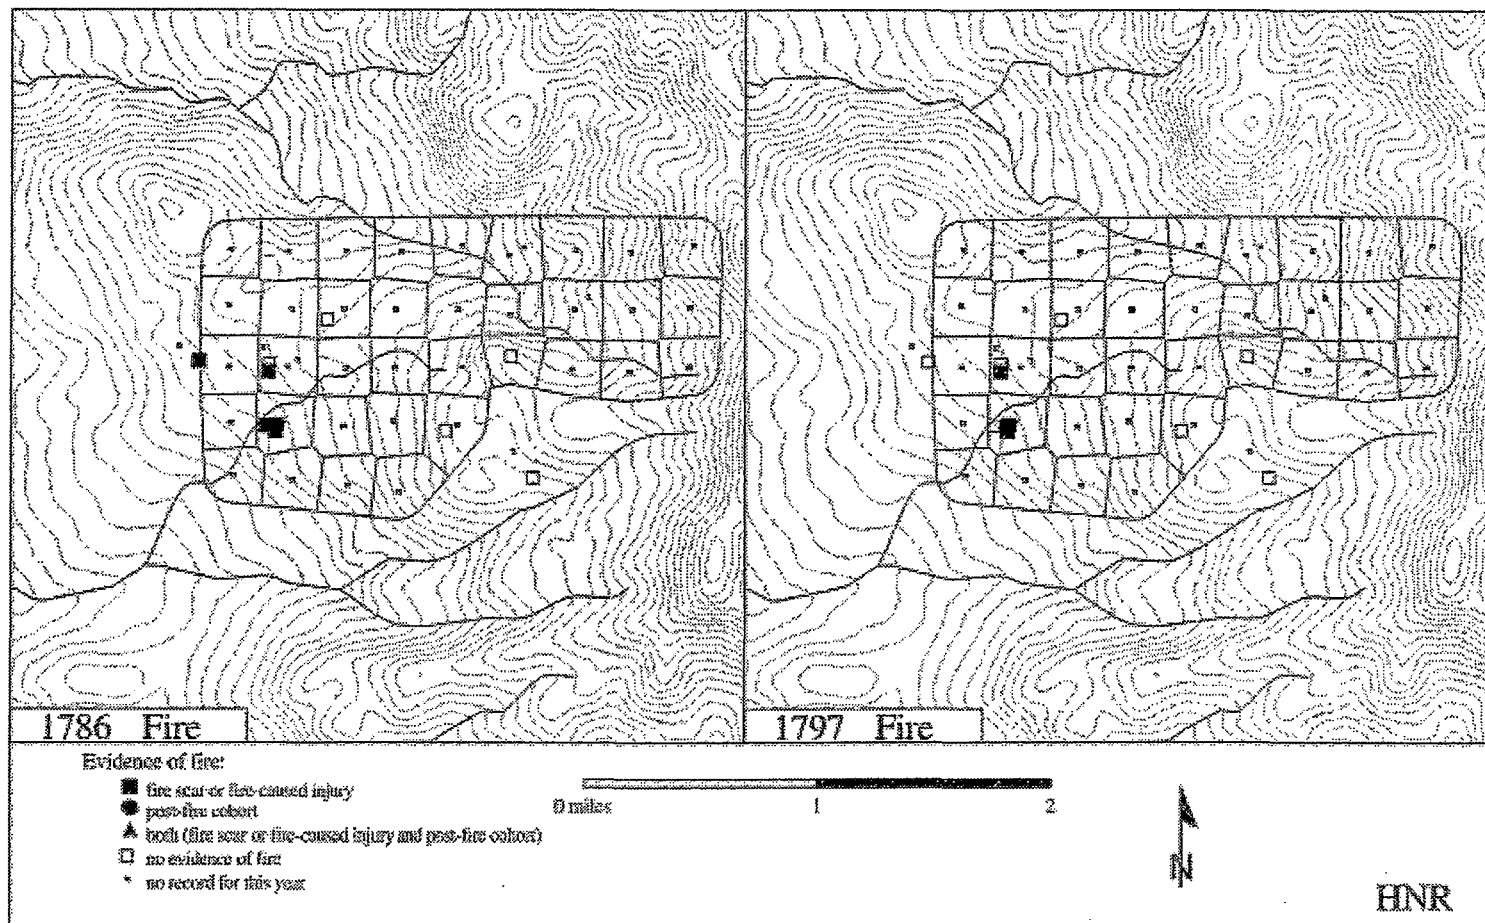 1786 Fire
1797 Fire
Evidence of fire:
fire scar or fire-caused injury
post-fire cohort
both (fire scar or fire-caused injury and post-fire cohort)
no evidence of fire
no record for this year
0 miles 1 2
N
HNR